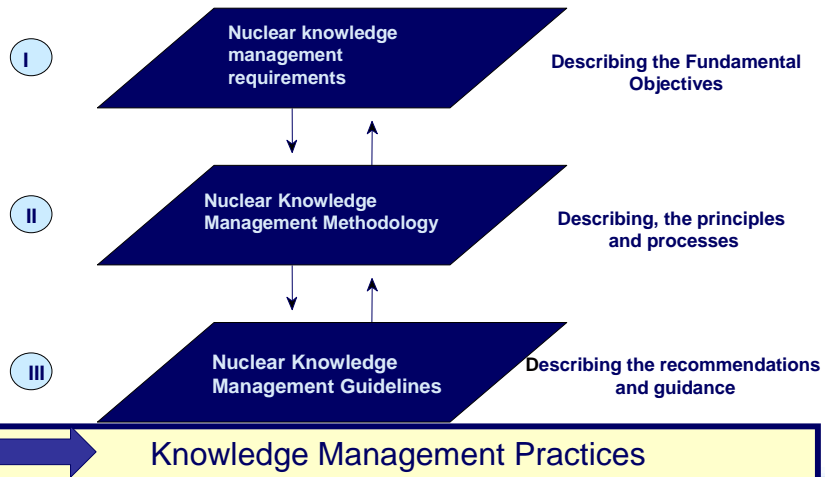 I
Nuclear knowledge
management
requirements
Describing the Fundamental
Objectives
II
Nuclear Knowledge
Management Methodology
Describing, the principles
and processes
III
Nuclear Knowledge
Management Guidelines
Describing the recommendations
and guidance
Knowledge Management Practices